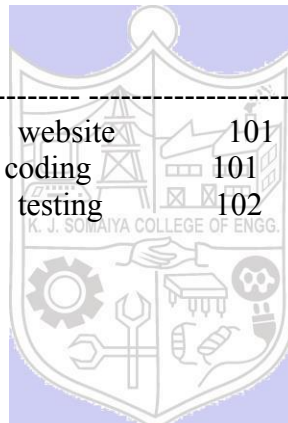 ---------- --------------------------
website 101
coding 101
testing 102
K. J. SOMAIYA COLLEGE OF ENGG.